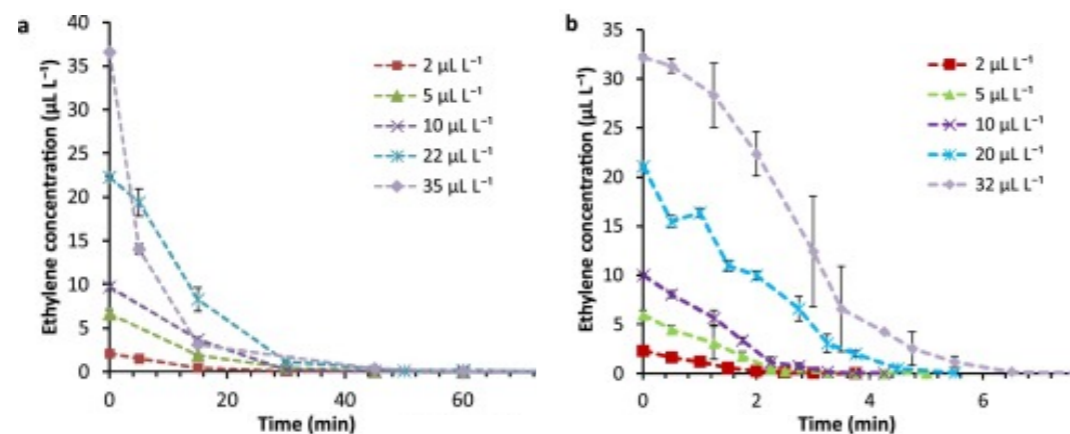 a
Ethylene concentration (µL L⁻¹)
40
35
30
25
20
15
10
5
0
0
20
40
60
Time (min)
2 µL L⁻¹
5 µL L⁻¹
10 µL L⁻¹
22 µL L⁻¹
35 µL L⁻¹
b
Ethylene concentration (µL L⁻¹)
35
30
25
20
15
10
5
0
0
2
4
6
Time (min)
2 µL L⁻¹
5 µL L⁻¹
10 µL L⁻¹
20 µL L⁻¹
32 µL L⁻¹